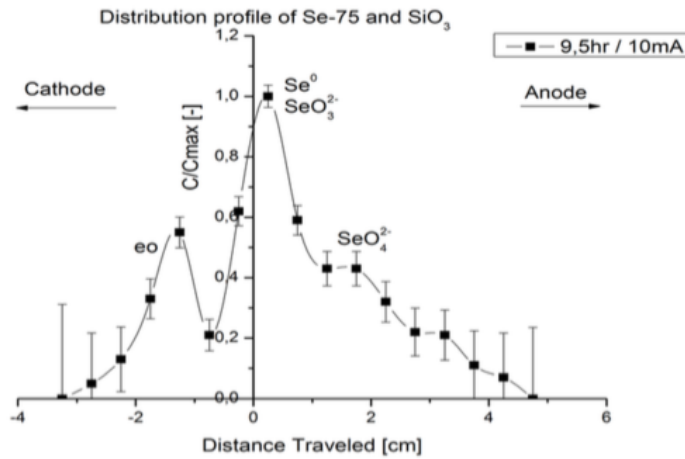 Distribution profile of Se-75 and SiO₃
9,5hr / 10mA
Cathode
Anode
C/Cmax [-]
1,2
1,0
0,8
0,6
0,4
0,2
0,0
Se⁰
SeO₃²⁻
eo
SeO₄²⁻
-4
-2
0
2
4
6
Distance Traveled [cm]